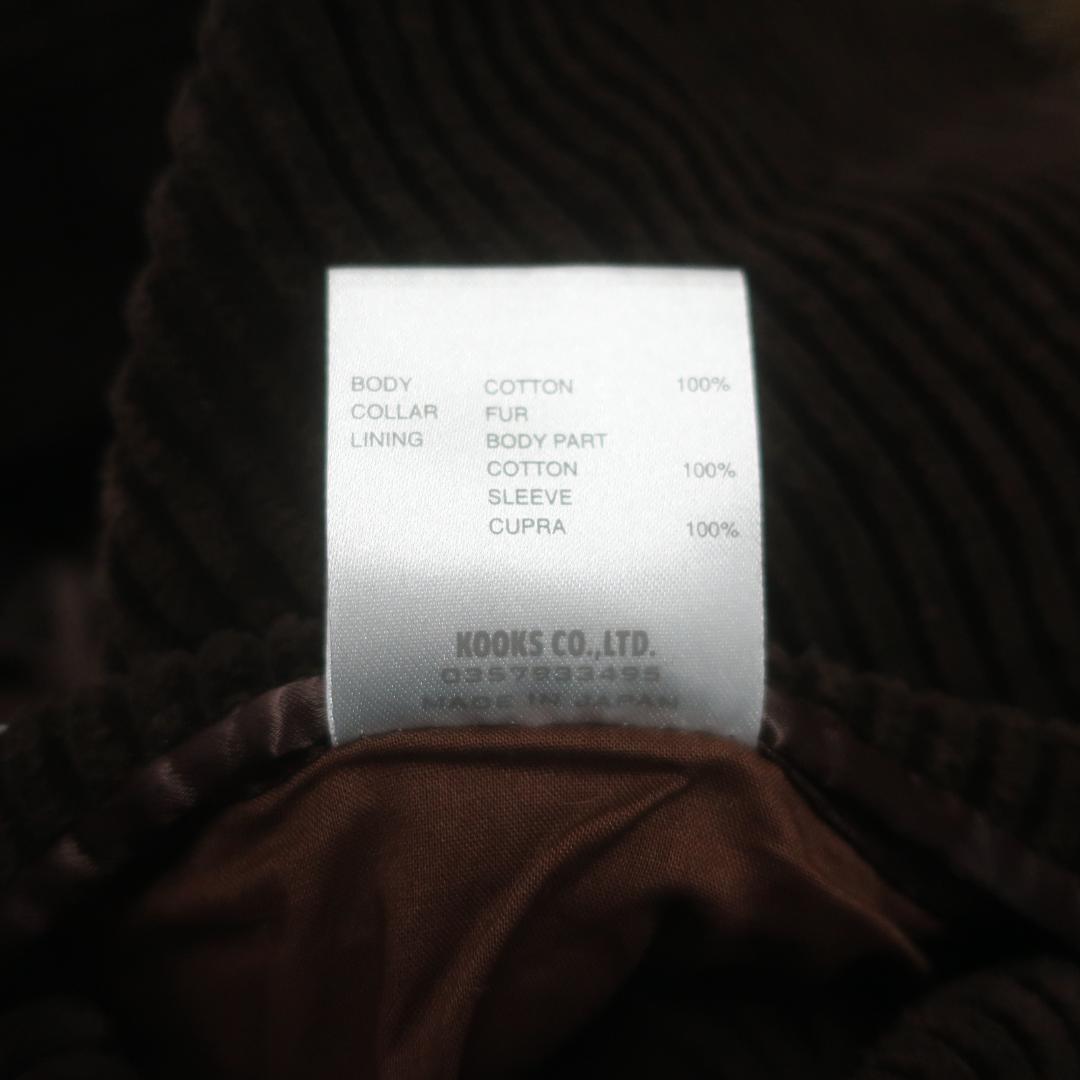 BODY COTTON 100%
COLLAR FUR
LINING BODY PART
COTTON 100%
SLEEVE
CUPRA 100%
KOOKS CO.,LTD.
0357933495
MADE IN JAPAN